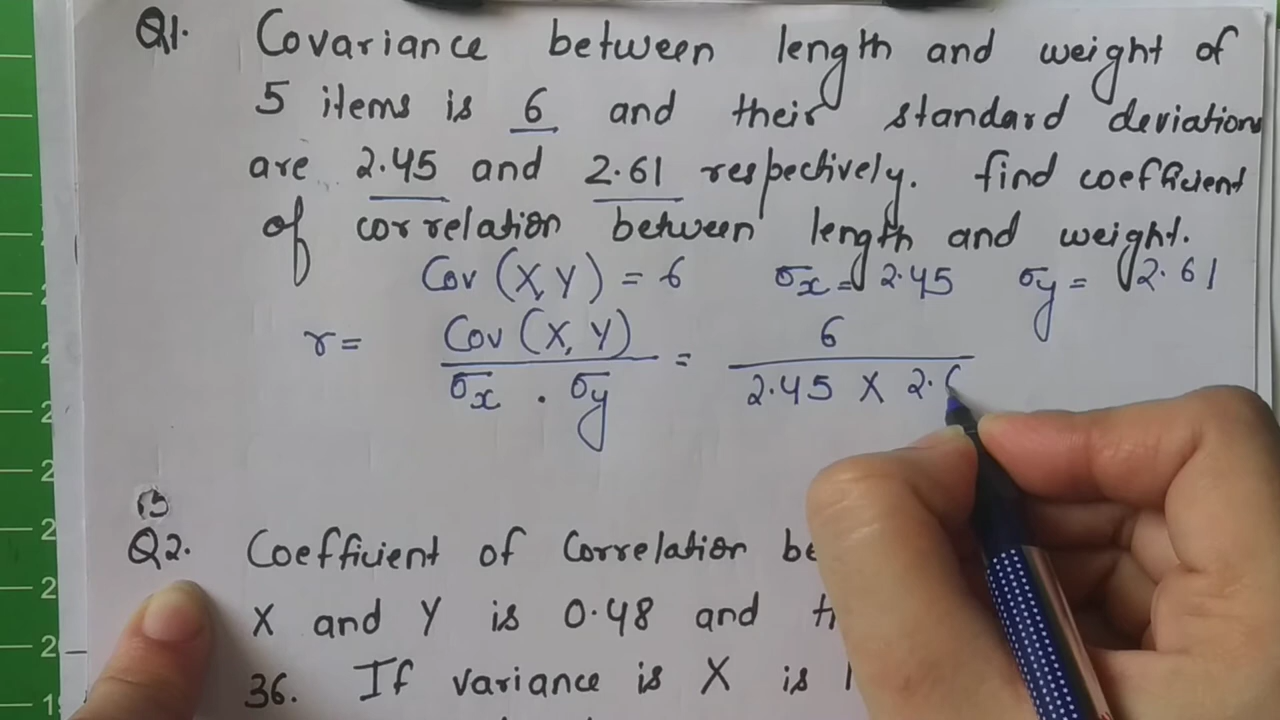 Q1. Covariance between length and weight of
5 items is 6 and their standard deviation
are 2.45 and 2.61 respectively. find coefficient
of correlation between length and weight.
Cov (X,Y) = 6 σx = 2.45 σy = 2.61
r = Cov (X, Y) / σx . σy = 6 / 2.45 X 2.6
Q2. Coefficient of Correlation
X and Y is 0.48 and
36. If variance is X is